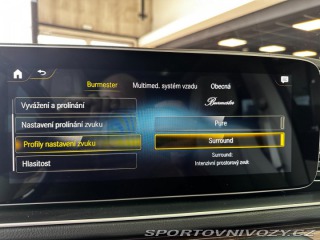 Burmester Multimed. systém vzadu Obecná
Vyvážení a prolínání
Burmester
Nastavení prolínání zvuku
Pure
Profily nastavení zvuku
Surround
Surround:
Intenzivní prostorový zvuk
Hlasitost
SPORTOVNIVOZY.CZ